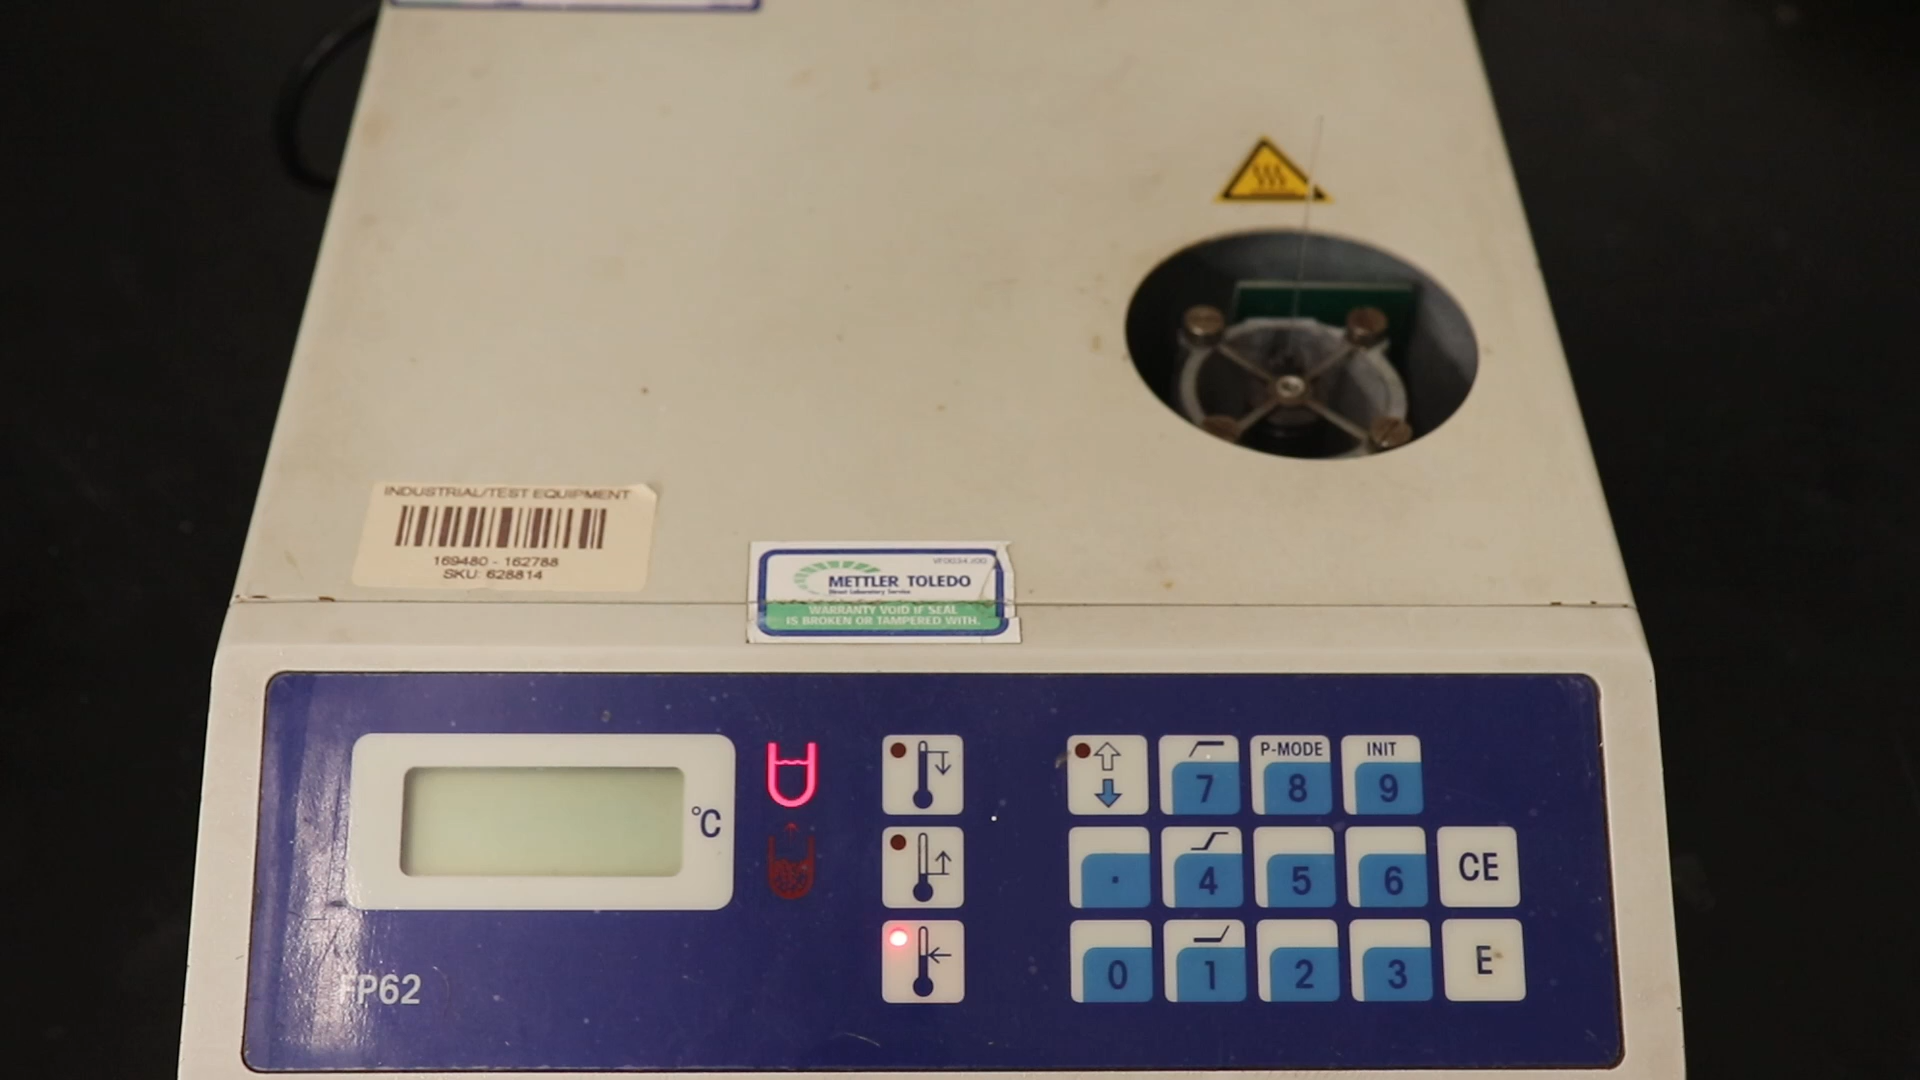 INDUSTRIAL/TEST EQUIPMENT
169480 - 162788
SKU: 628814
METTLER TOLEDO
WARRANTY VOID IF SEAL
IS BROKEN OR TAMPERED WITH.
°C
7
P-MODE
8
INIT
9
.
4
5
6
CE
0
1
2
3
E
FP62